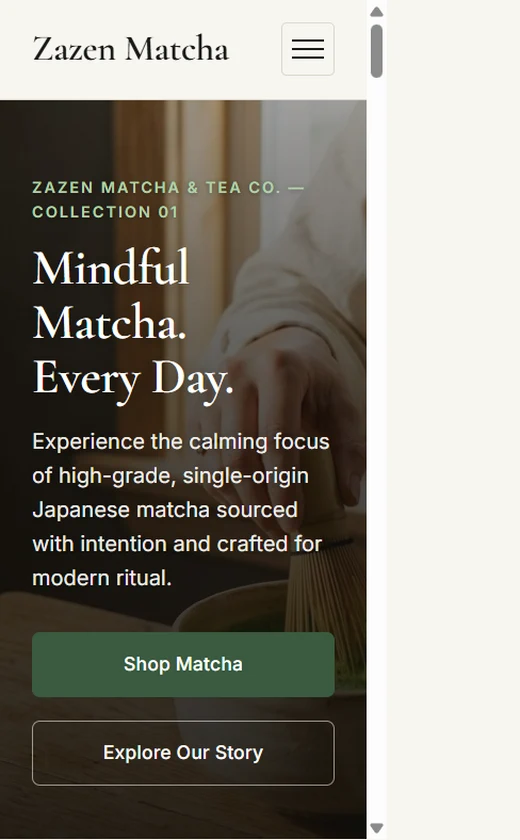 Zazen Matcha
ZAZEN MATCHA & TEA CO. —
COLLECTION 01
Mindful
Matcha.
Every Day.
Experience the calming focus
of high-grade, single-origin
Japanese matcha sourced
with intention and crafted for
modern ritual.
Shop Matcha
Explore Our Story